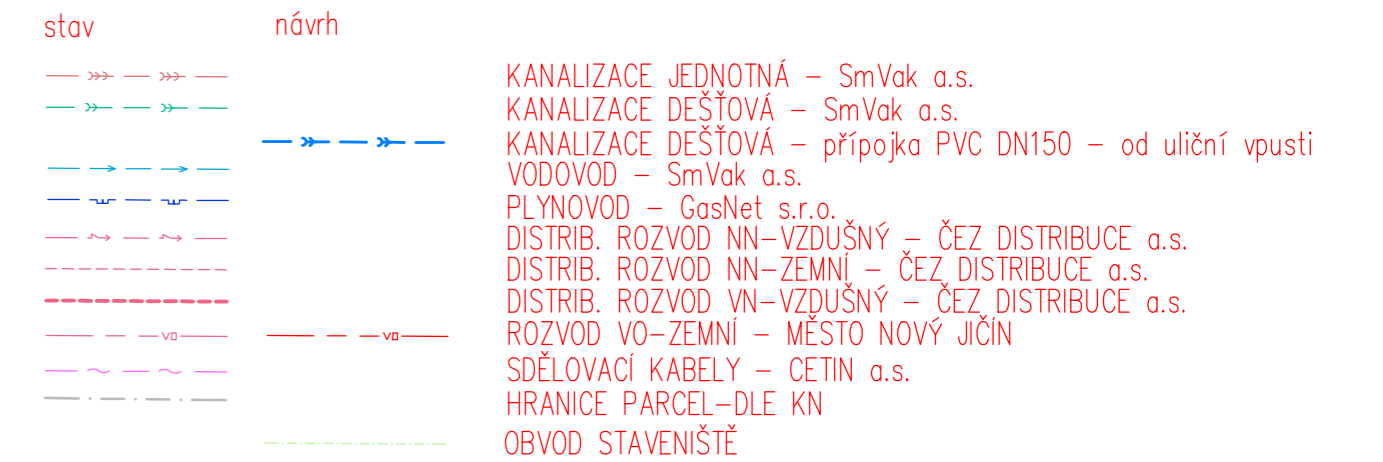 stav návrh
KANALIZACE JEDNOTNÁ – SmVak a.s.
KANALIZACE DEŠŤOVÁ – SmVak a.s.
KANALIZACE DEŠŤOVÁ – přípojka PVC DN150 – od uliční vpusti
VODOVOD – SmVak a.s.
PLYNOVOD – GasNet s.r.o.
DISTRIB. ROZVOD NN–VZDUŠNÝ – ČEZ DISTRIBUCE a.s.
DISTRIB. ROZVOD NN–ZEMNÍ – ČEZ DISTRIBUCE a.s.
DISTRIB. ROZVOD VN–VZDUŠNÝ – ČEZ DISTRIBUCE a.s.
VO VO ROZVOD VO–ZEMNÍ – MĚSTO NOVÝ JIČÍN
SDĚLOVACÍ KABELY – CETIN a.s.
HRANICE PARCEL–DLE KN
OBVOD STAVENIŠTĚ